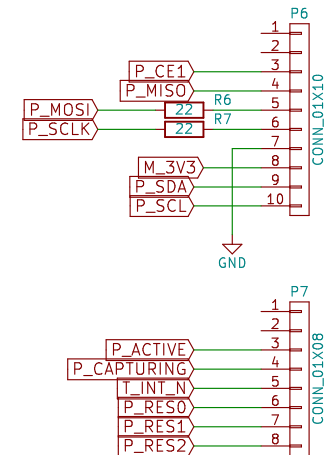 P6
1
2
P_CE1 3
P_MISO 4
R6
P_MOSI 22 5
R7
P_SCLK 22 6
7
M_3V3 8
P_SDA 9
P_SCL 10
CONN_01X10
GND
P7
1
2
P_ACTIVE 3
P_CAPTURING 4
T_INT_N 5
P_RES0 6
P_RES1 7
P_RES2 8
CONN_01X08